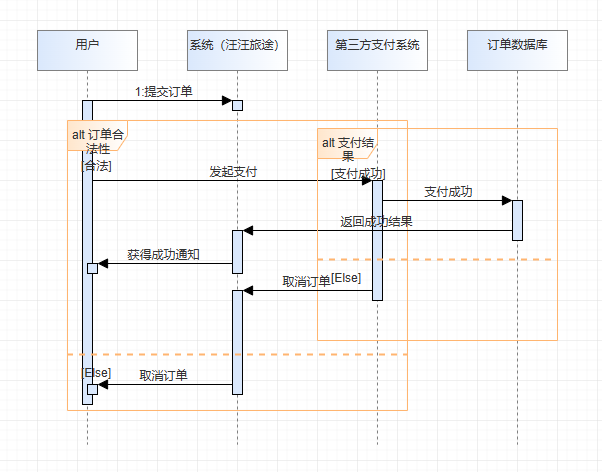 用户
系统（汪汪旅途）
第三方支付系统
订单数据库
1:提交订单
alt 订单合
法性
alt 支付结
果
[合法]
发起支付
[支付成功]
支付成功
返回成功结果
获得成功通知
取消订单
[Else]
[Else]
取消订单